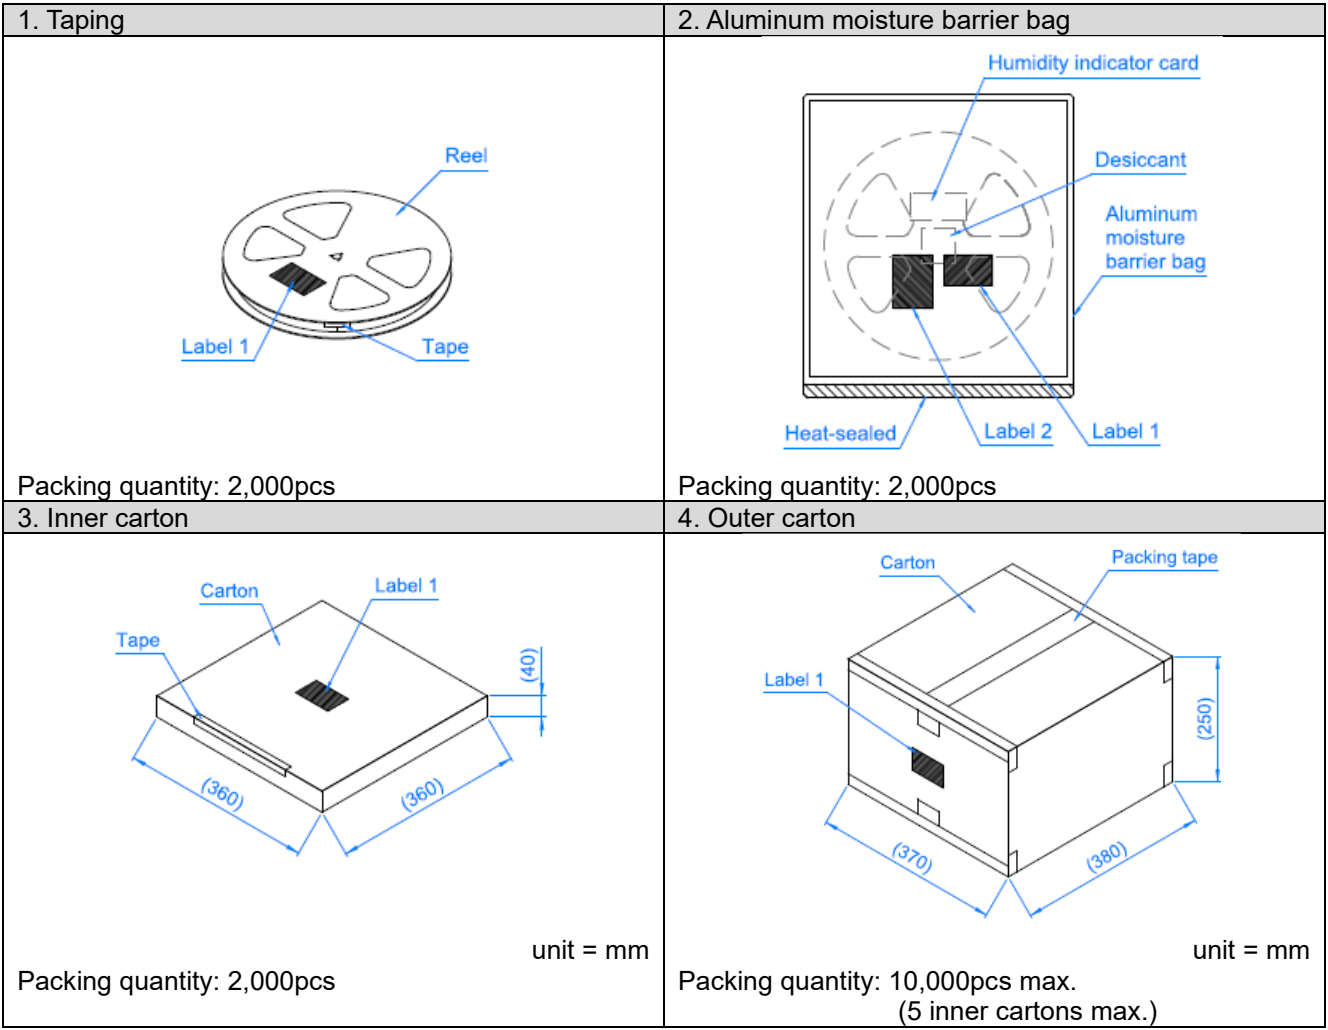 1. Taping
Reel
Label 1
Tape
Packing quantity: 2,000pcs
2. Aluminum moisture barrier bag
Humidity indicator card
Desiccant
Aluminum
moisture
barrier bag
Heat-sealed
Label 2
Label 1
Packing quantity: 2,000pcs
3. Inner carton
Label 1
Carton
Tape
(40)
(360)
(360)
unit = mm
Packing quantity: 2,000pcs
4. Outer carton
Packing tape
Carton
Label 1
(250)
(370)
(380)
unit = mm
Packing quantity: 10,000pcs max.
(5 inner cartons max.)